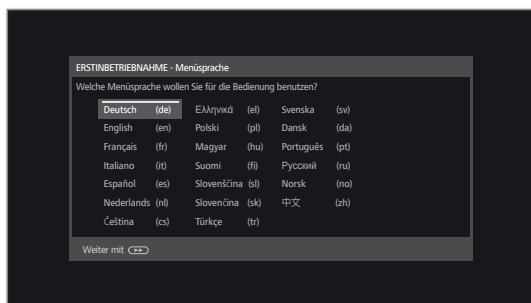 ERSTINBETRIEBNAHME - Menüsprache
Welche Menüsprache wollen Sie für die Bedienung benutzen?
Deutsch (de) Ελληνικά (el) Svenska (sv)
English (en) Polski (pl) Dansk (da)
Français (fr) Magyar (hu) Português (pt)
Italiano (it) Suomi (fi) Русский (ru)
Español (es) Slovenščina (sl) Norsk (no)
Nederlands (nl) Slovenčina (sk) 中文 (zh)
Čeština (cs) Türkçe (tr)
Weiter mit